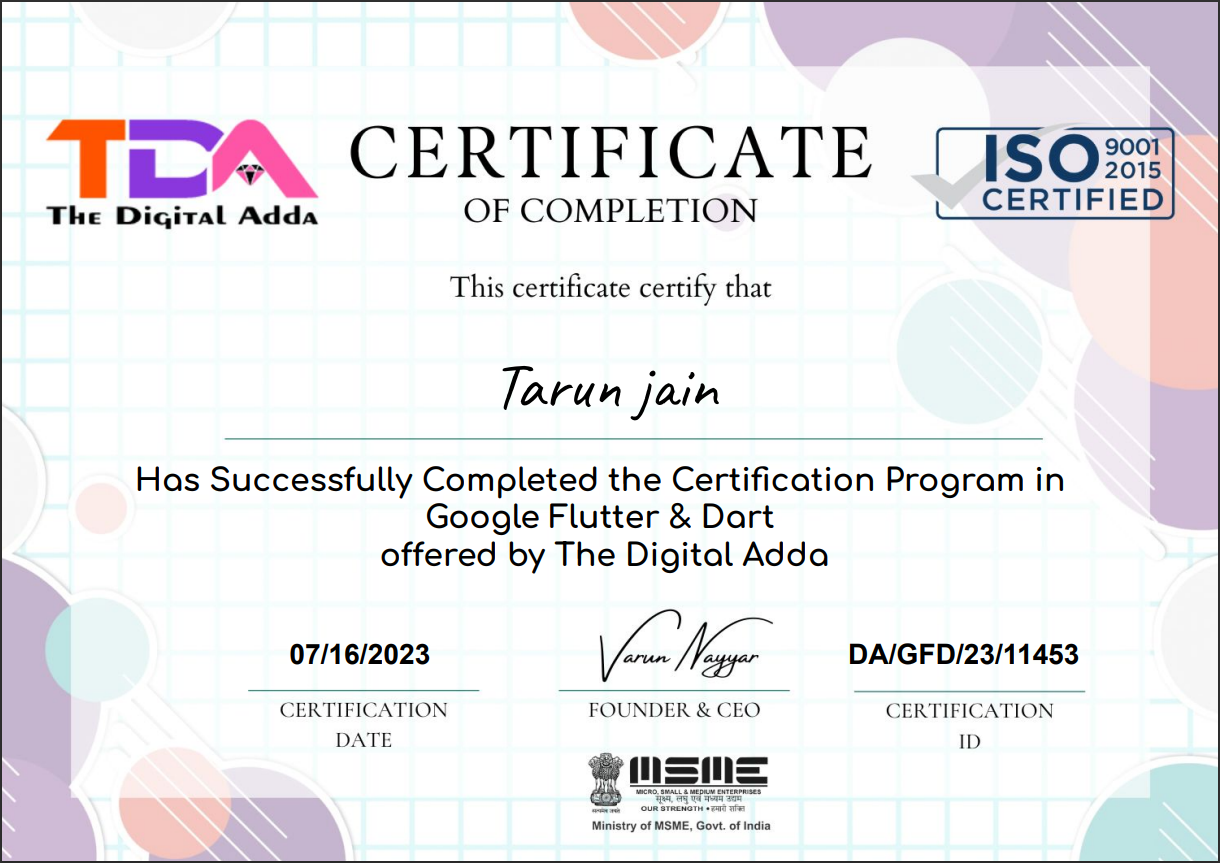 TDA
The Digital Adda
CERTIFICATE
OF COMPLETION
ISO 9001
2015
CERTIFIED
This certificate certify that
Tarun jain
Has Successfully Completed the Certification Program in
Google Flutter & Dart
offered by The Digital Adda
07/16/2023
CERTIFICATION
DATE
Varun Nayyar
FOUNDER & CEO
DA/GFD/23/11453
CERTIFICATION
ID
सत्यमेव जयते
MSME
MICRO, SMALL & MEDIUM ENTERPRISES
सूक्ष्म, लघु एवं मध्यम उद्यम
OUR STRENGTH • हमारी शक्ति
Ministry of MSME, Govt. of India